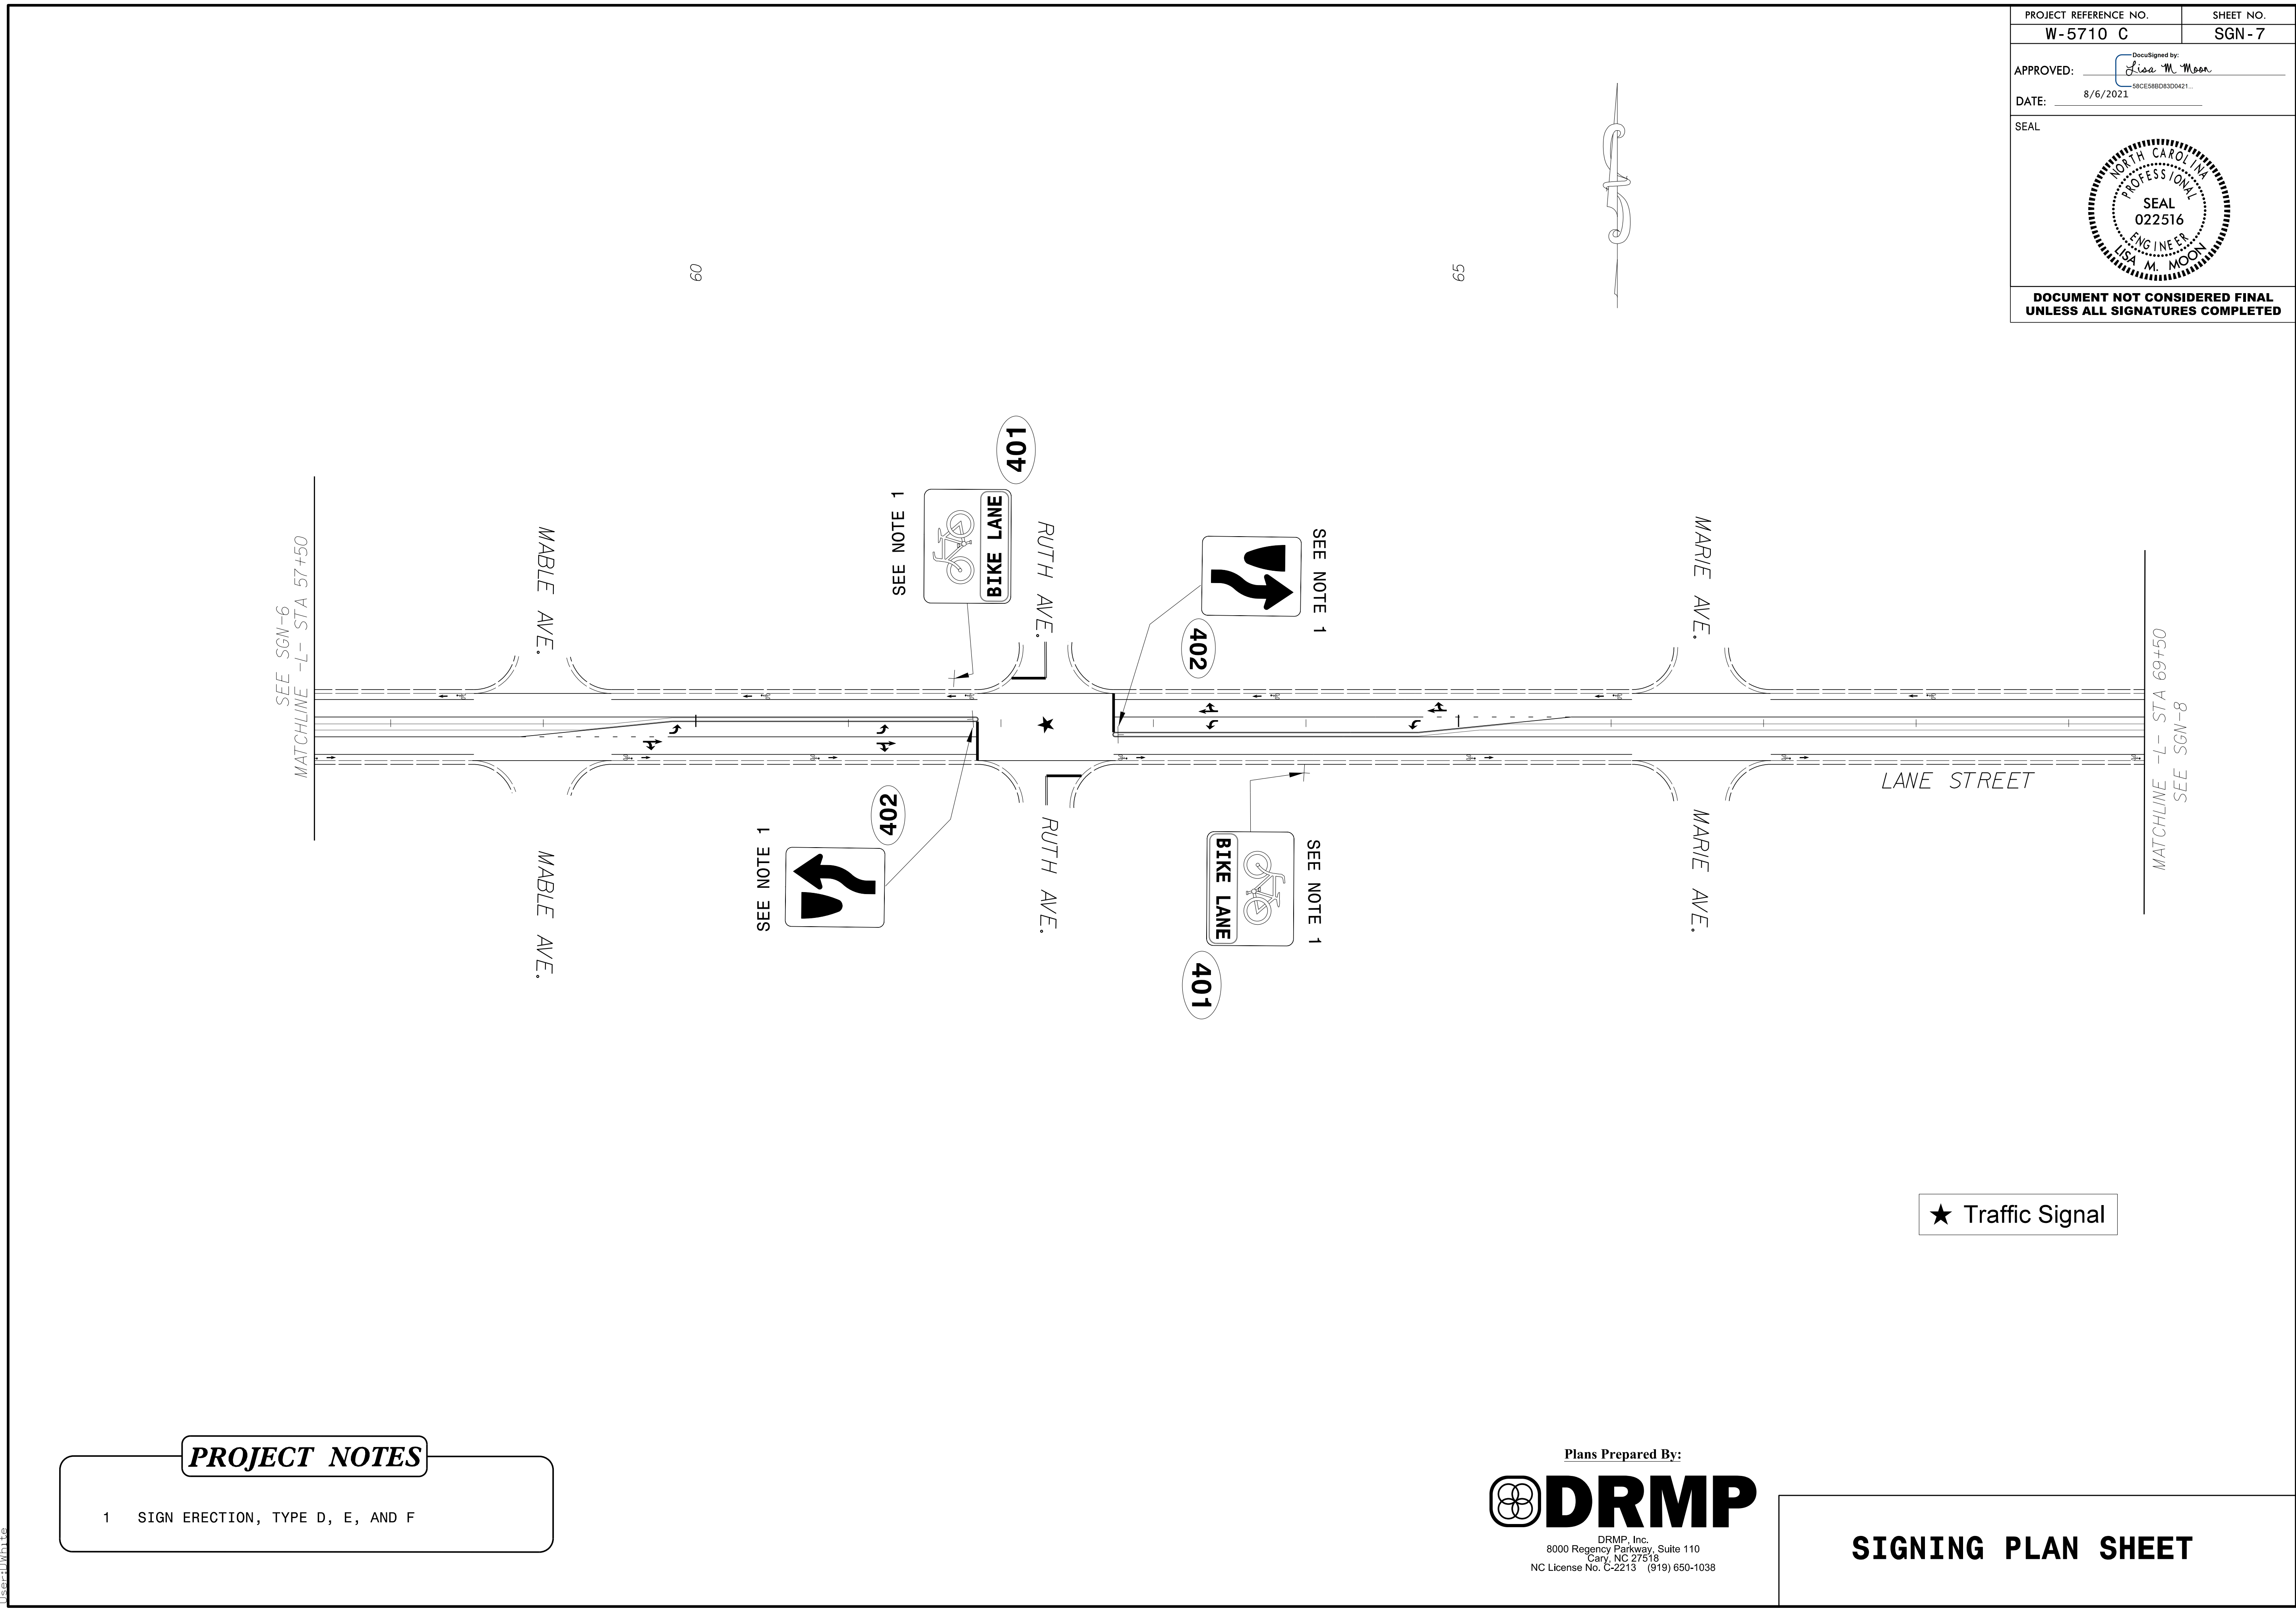 PROJECT REFERENCE NO.
SHEET NO.
W-5710 C
SGN-7
DocuSigned by:
APPROVED:
Lisa M Moon
58CE58BD83D0421...
DATE:
8/6/2021
SEAL
NORTH CAROLINA
PROFESSIONAL
SEAL
022516
ENGINEER
LISA M. MOON
DOCUMENT NOT CONSIDERED FINAL
UNLESS ALL SIGNATURES COMPLETED
60
65
401
SEE NOTE 1
BIKE LANE
RUTH AVE.
SEE NOTE 1
402
MABLE AVE.
MARIE AVE.
SEE SGN-6
MATCHLINE -L- STA 57+50
MATCHLINE -L- STA 69+50
SEE SGN-8
LANE STREET
402
SEE NOTE 1
MABLE AVE.
RUTH AVE.
BIKE LANE
SEE NOTE 1
401
MARIE AVE.
★ Traffic Signal
PROJECT NOTES
1 SIGN ERECTION, TYPE D, E, AND F
Plans Prepared By:
DRMP
DRMP, Inc.
8000 Regency Parkway, Suite 110
Cary, NC 27518
NC License No. C-2213 (919) 650-1038
SIGNING PLAN SHEET